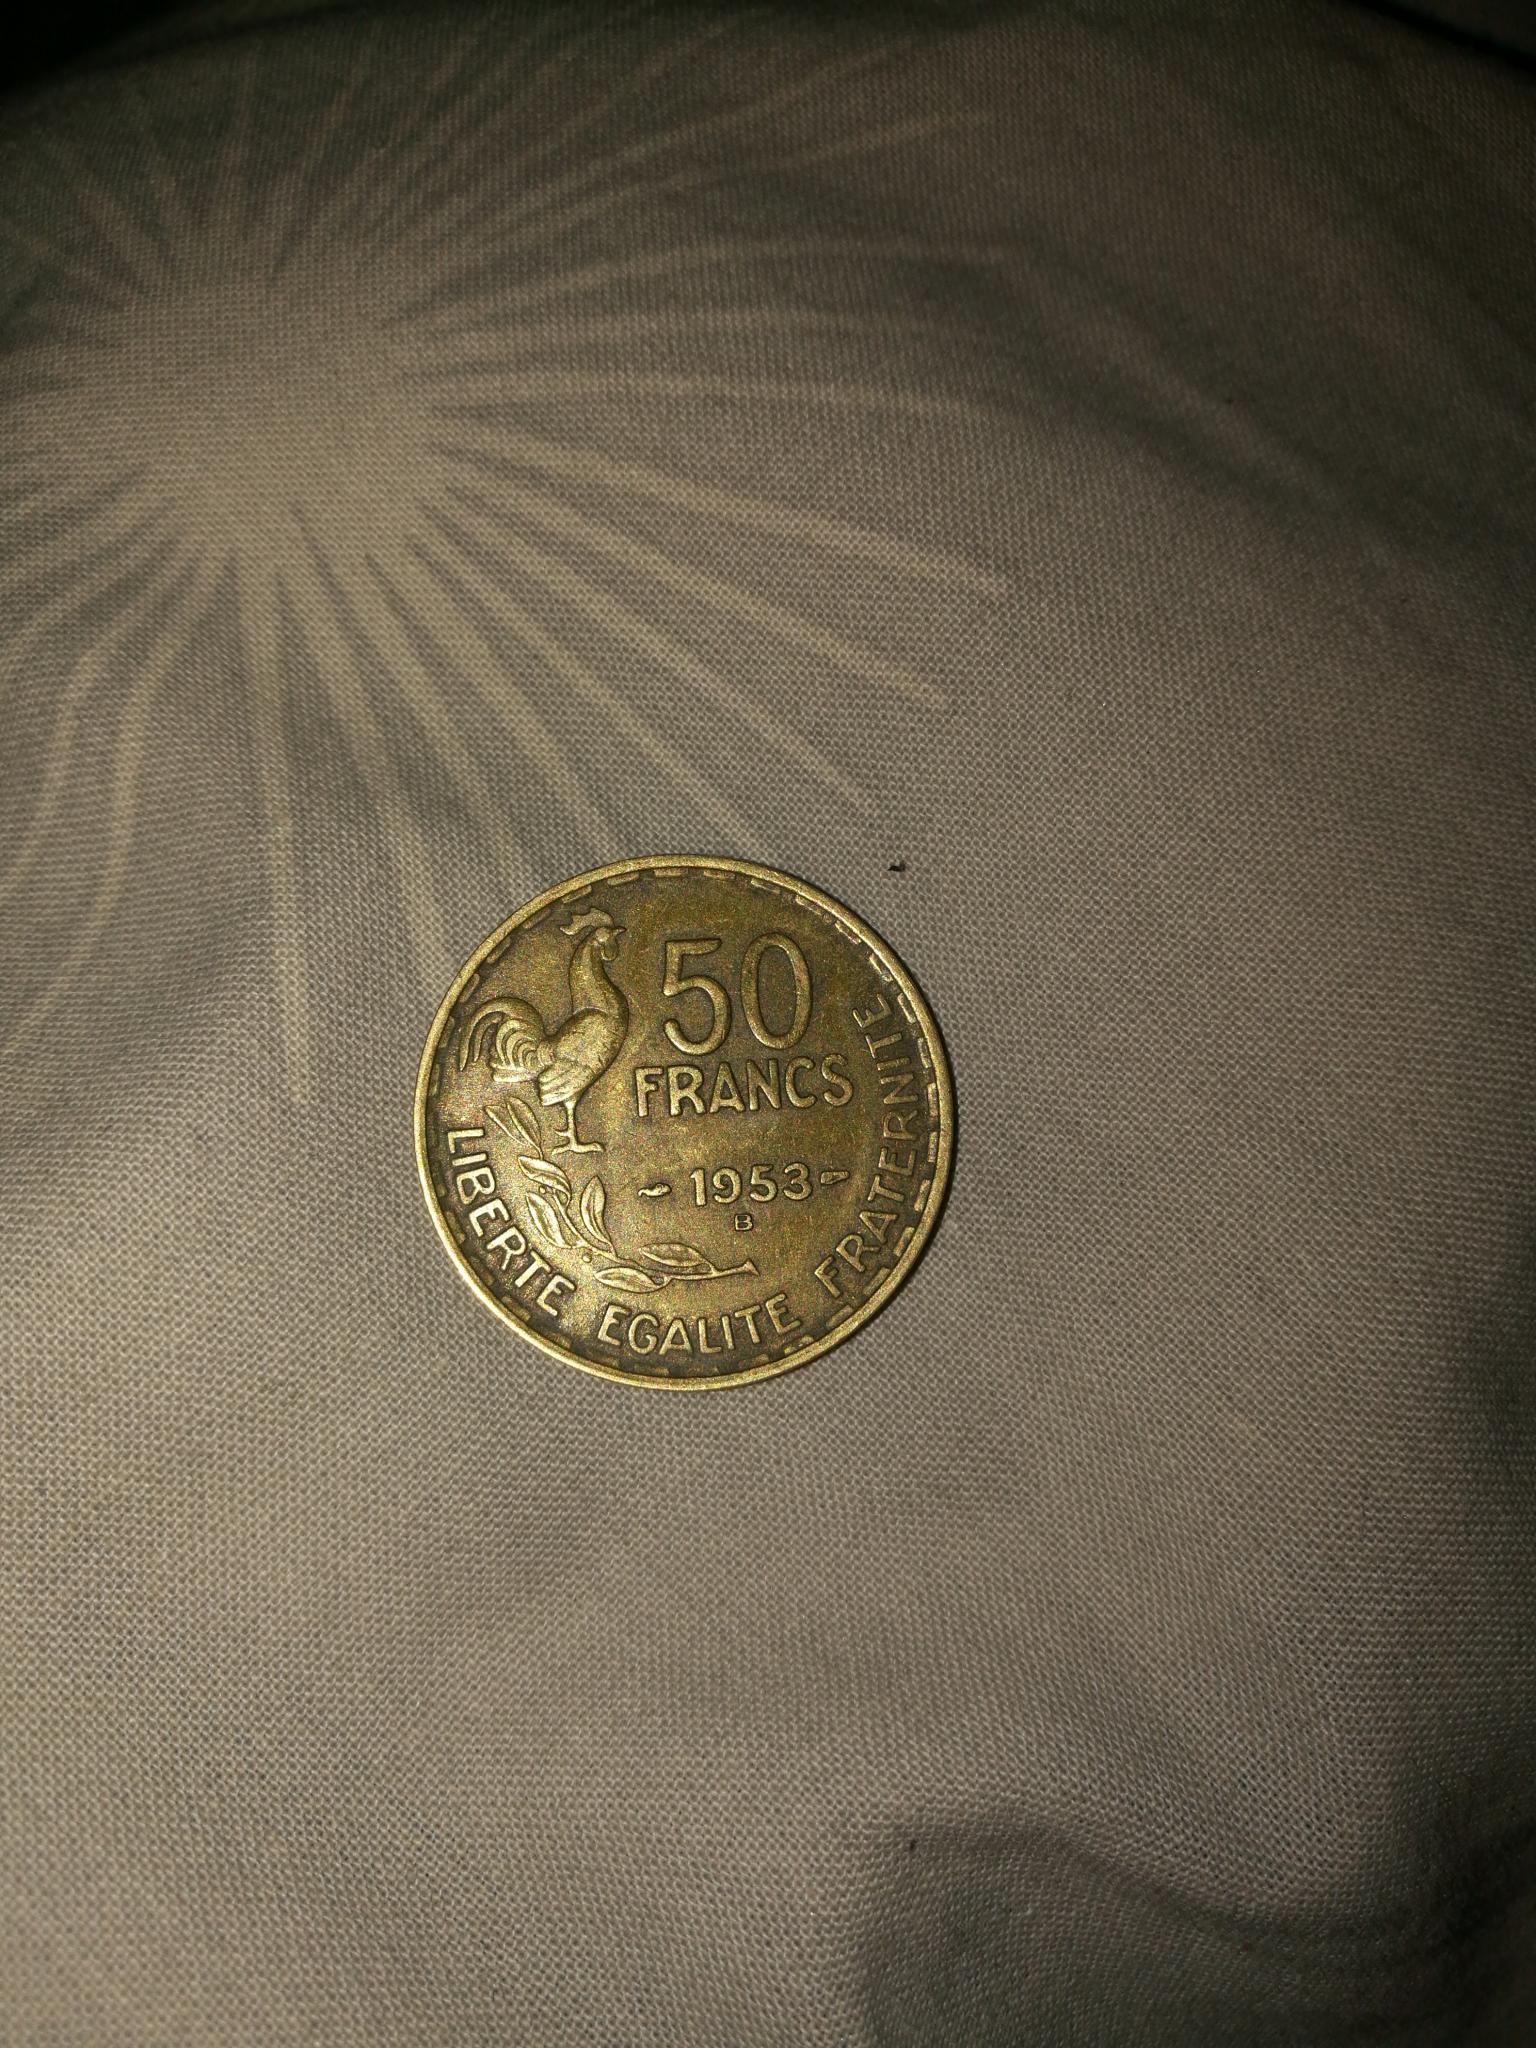 50
FRANCS
- 1953 -
B
LIBERTE EGALITE FRATERNITE